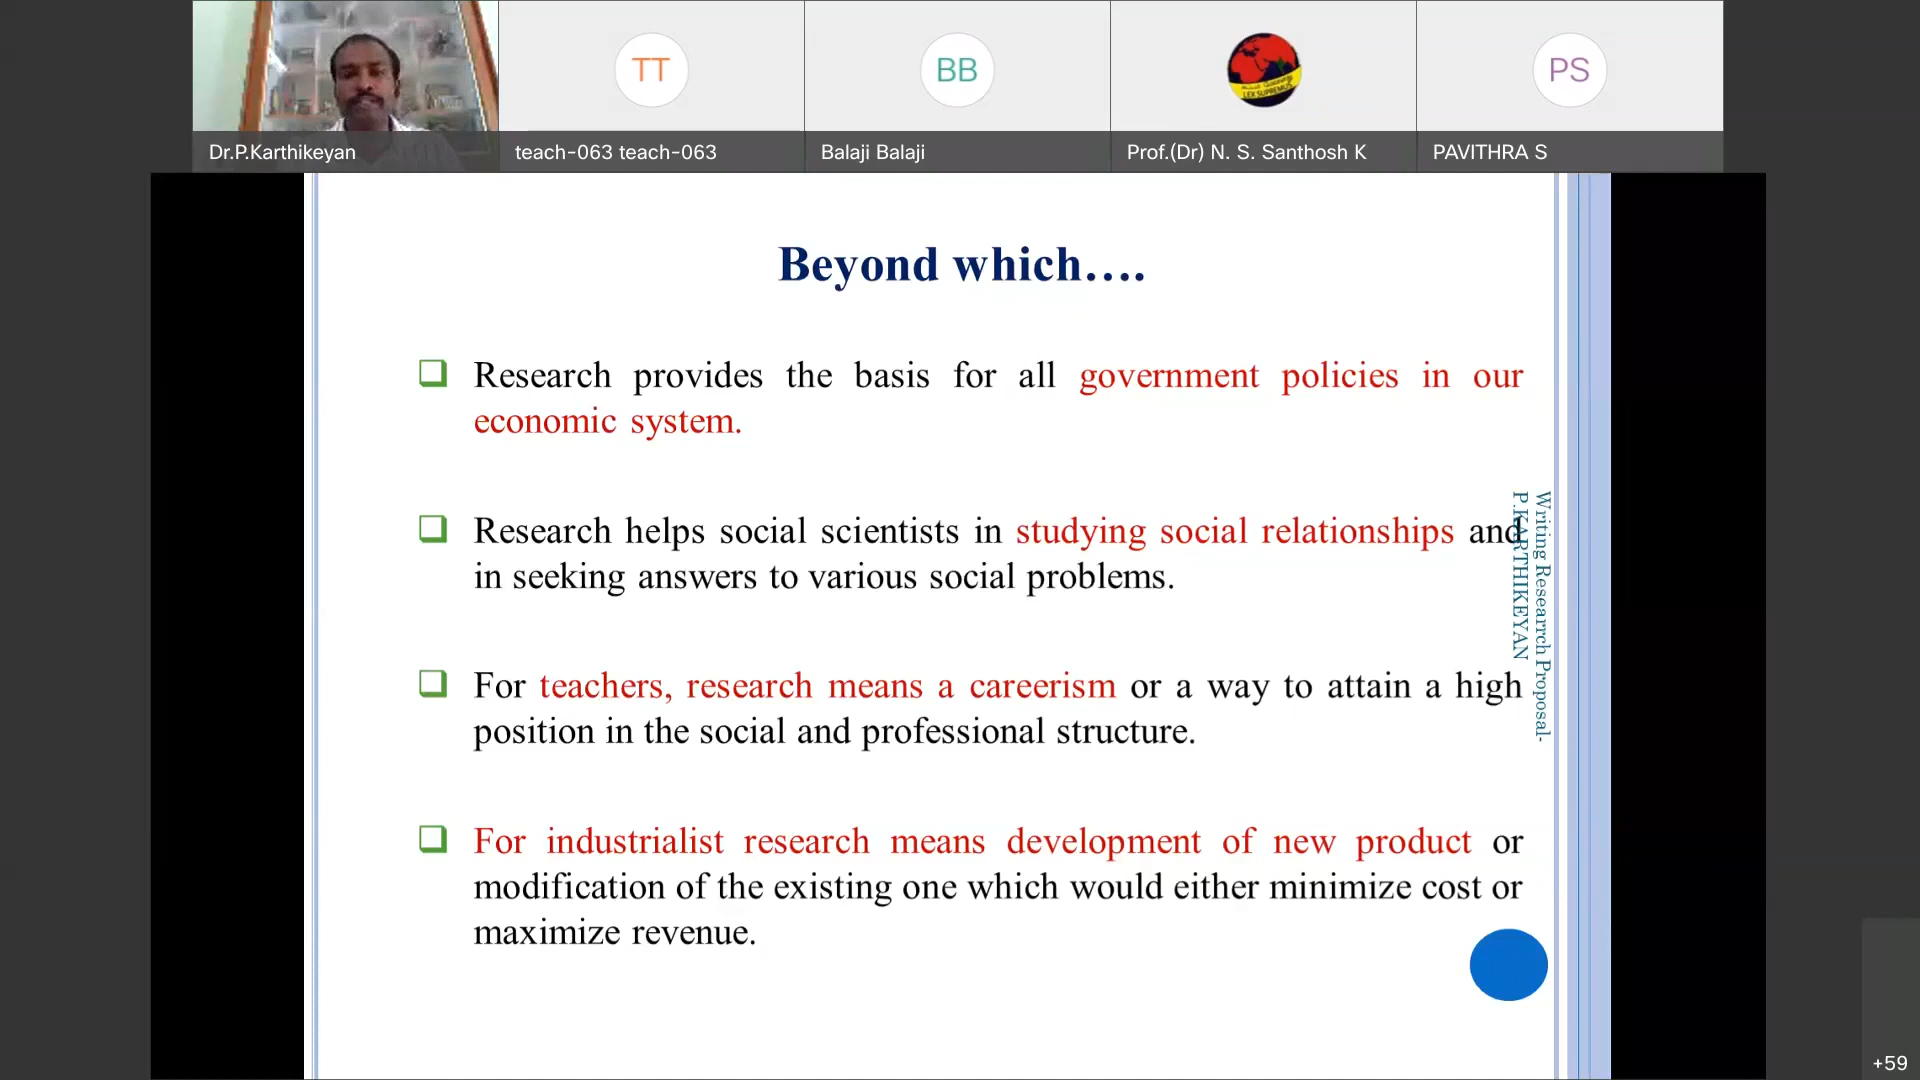 TT
BB
LEX SUPREMUS
PS
Dr.P.Karthikeyan
teach-063 teach-063
Balaji Balaji
Prof.(Dr) N. S. Santhosh K
PAVITHRA S
Beyond which….
Research provides the basis for all government policies in our
economic system.
Research helps social scientists in studying social relationships and
in seeking answers to various social problems.
For teachers, research means a careerism or a way to attain a high
position in the social and professional structure.
For industrialist research means development of new product or
modification of the existing one which would either minimize cost or
maximize revenue.
Writing Researrch Proposal-
P.KARTHIKEYAN
+59